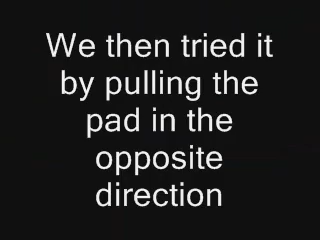 We then tried it
by pulling the
pad in the
opposite
direction